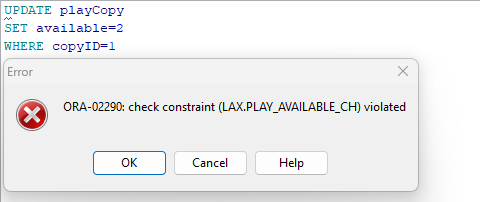 UPDATE playCopy
SET available=2
WHERE copyID=1
Error
ORA-02290: check constraint (LAX.PLAY_AVAILABLE_CH) violated
OK Cancel Help